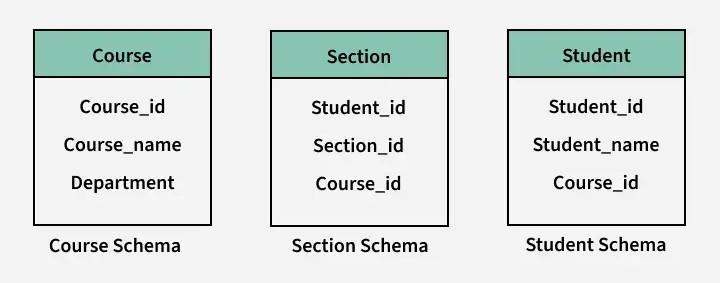 Course
Course_id
Course_name
Department
Course Schema
Section
Student_id
Section_id
Course_id
Section Schema
Student
Student_id
Student_name
Course_id
Student Schema